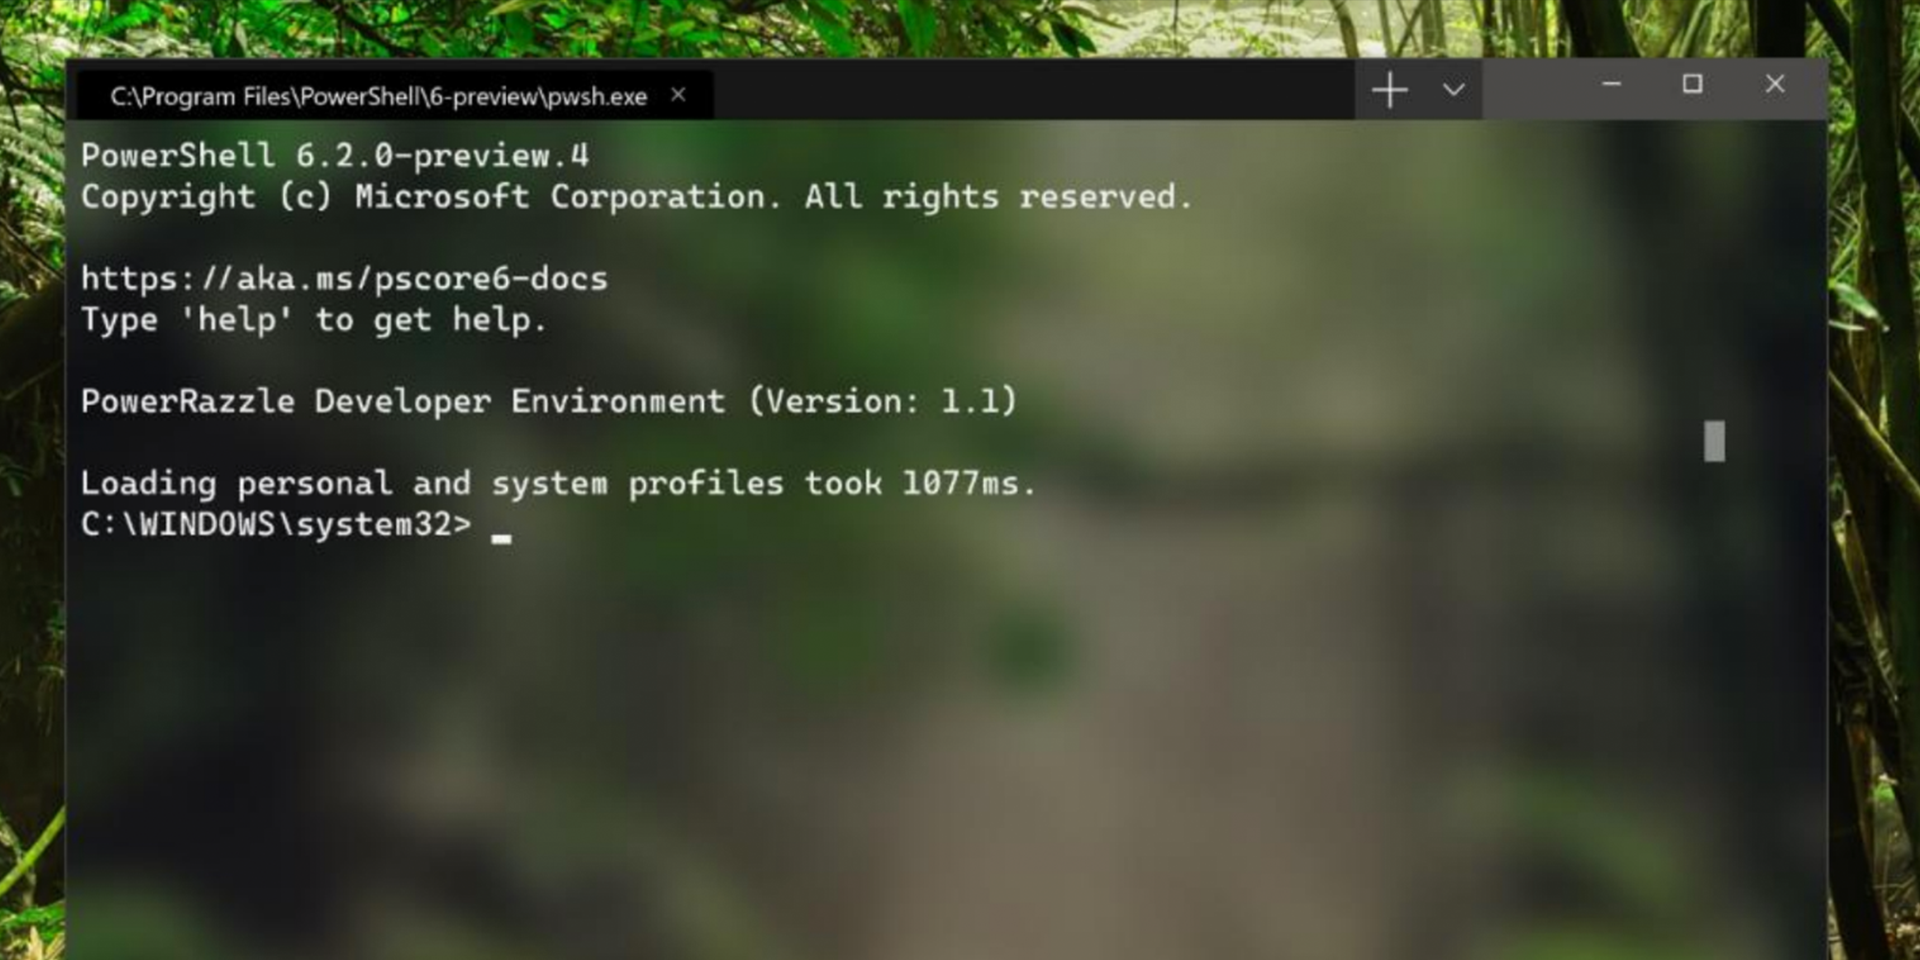 C:\Program Files\PowerShell\6-preview\pwsh.exe
PowerShell 6.2.0-preview.4
Copyright (c) Microsoft Corporation. All rights reserved.
https://aka.ms/pscore6-docs
Type 'help' to get help.
PowerRazzle Developer Environment (Version: 1.1)
Loading personal and system profiles took 1077ms.
C:\WINDOWS\system32>